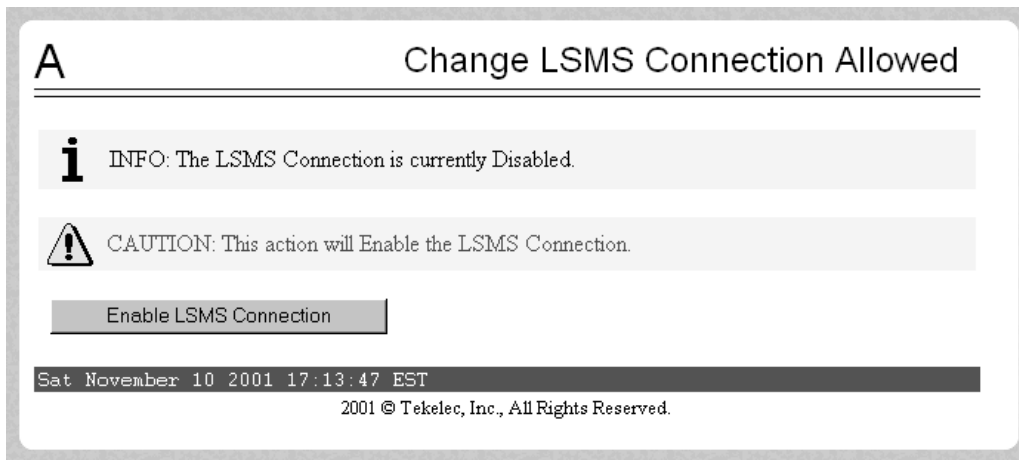 A
Change LSMS Connection Allowed
INFO: The LSMS Connection is currently Disabled.
CAUTION: This action will Enable the LSMS Connection.
Enable LSMS Connection
Sat November 10 2001 17:13:47 EST
2001 © Tekelec, Inc., All Rights Reserved.